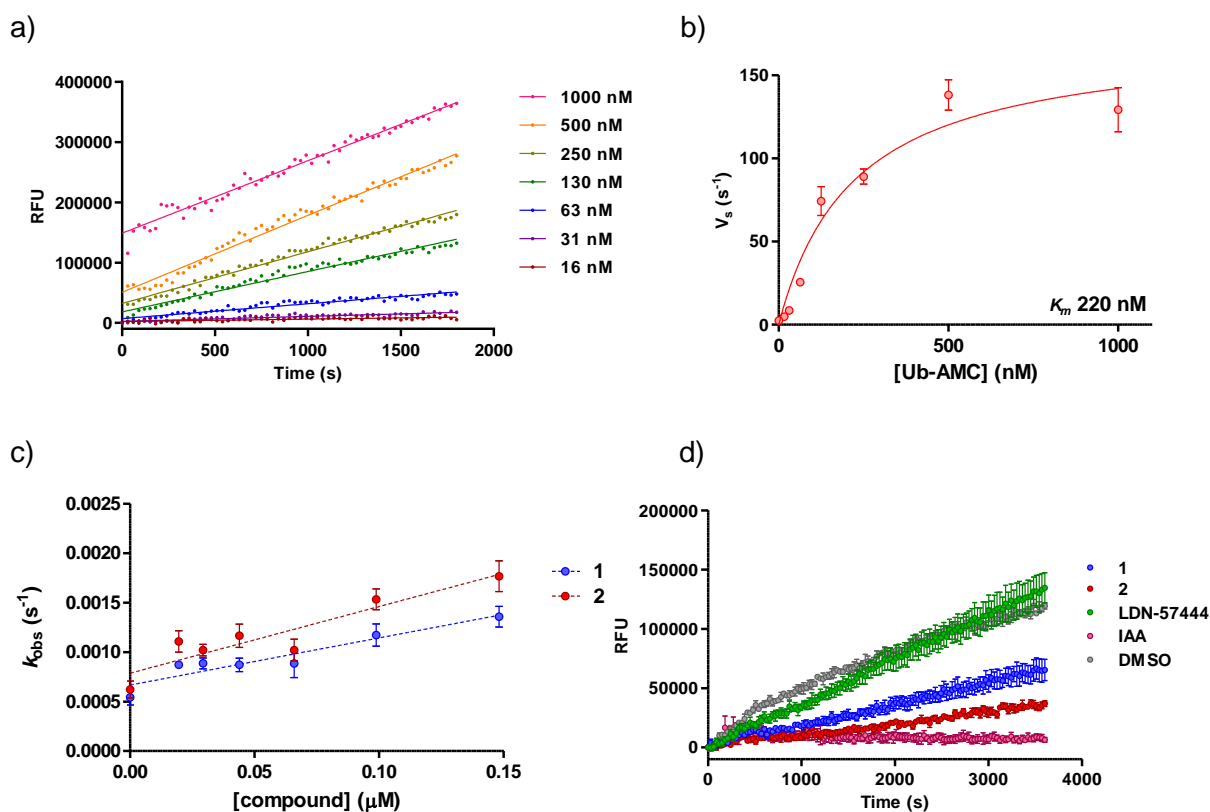 a)
400000
300000
200000
100000
0
RFU
0 500 1000 1500 2000
Time (s)
1000 nM
500 nM
250 nM
130 nM
63 nM
31 nM
16 nM
b)
150
100
50
0
Vs (s-1)
0 500 1000
[Ub-AMC] (nM)
Km 220 nM
c)
0.0025
0.0020
0.0015
0.0010
0.0005
0.0000
kobs (s-1)
0.00 0.05 0.10 0.15
[compound] (μM)
1
2
d)
200000
150000
100000
50000
0
RFU
0 1000 2000 3000 4000
Time (s)
1
2
LDN-57444
IAA
DMSO